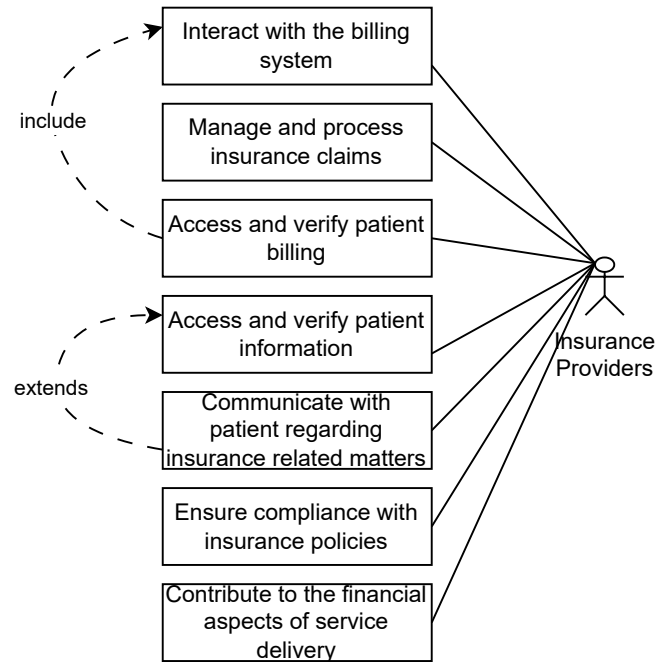 Interact with the billing
system
include
Manage and process
insurance claims
Access and verify patient
billing
Access and verify patient
information
Insurance
Providers
extends
Communicate with
patient regarding
insurance related matters
Ensure compliance with
insurance policies
Contribute to the financial
aspects of service
delivery